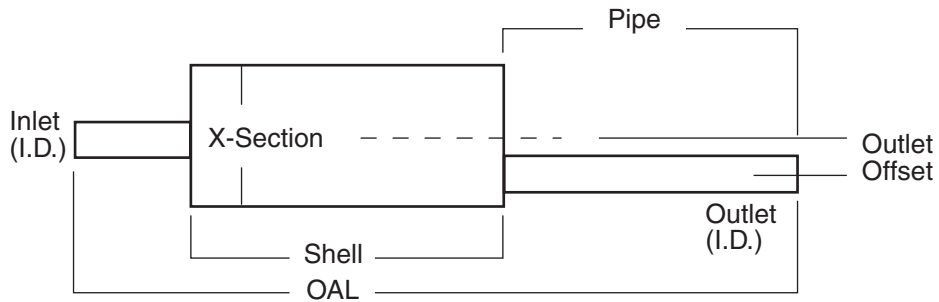 Pipe
Inlet
(I.D.)
X-Section
Outlet
Offset
Outlet
(I.D.)
Shell
OAL